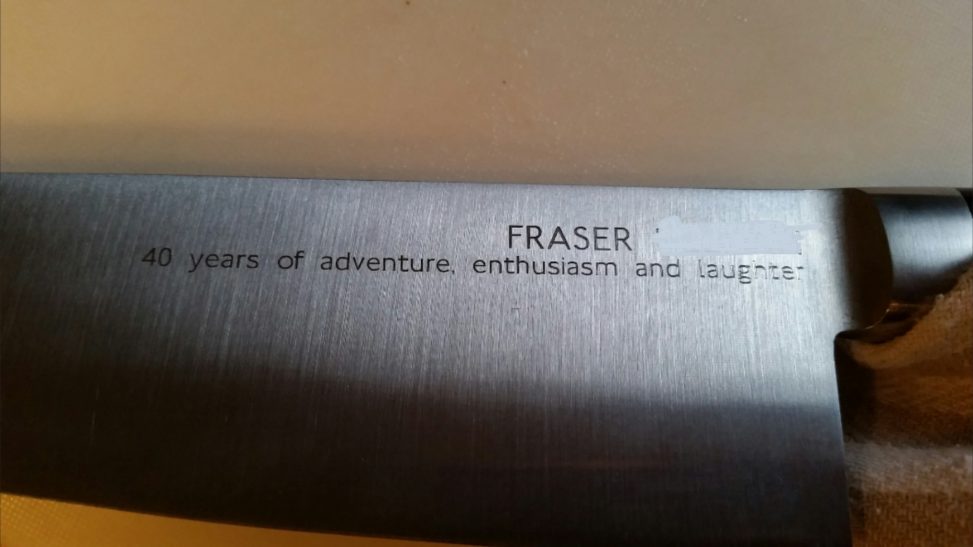 FRASER
40 years of adventure, enthusiasm and laughter